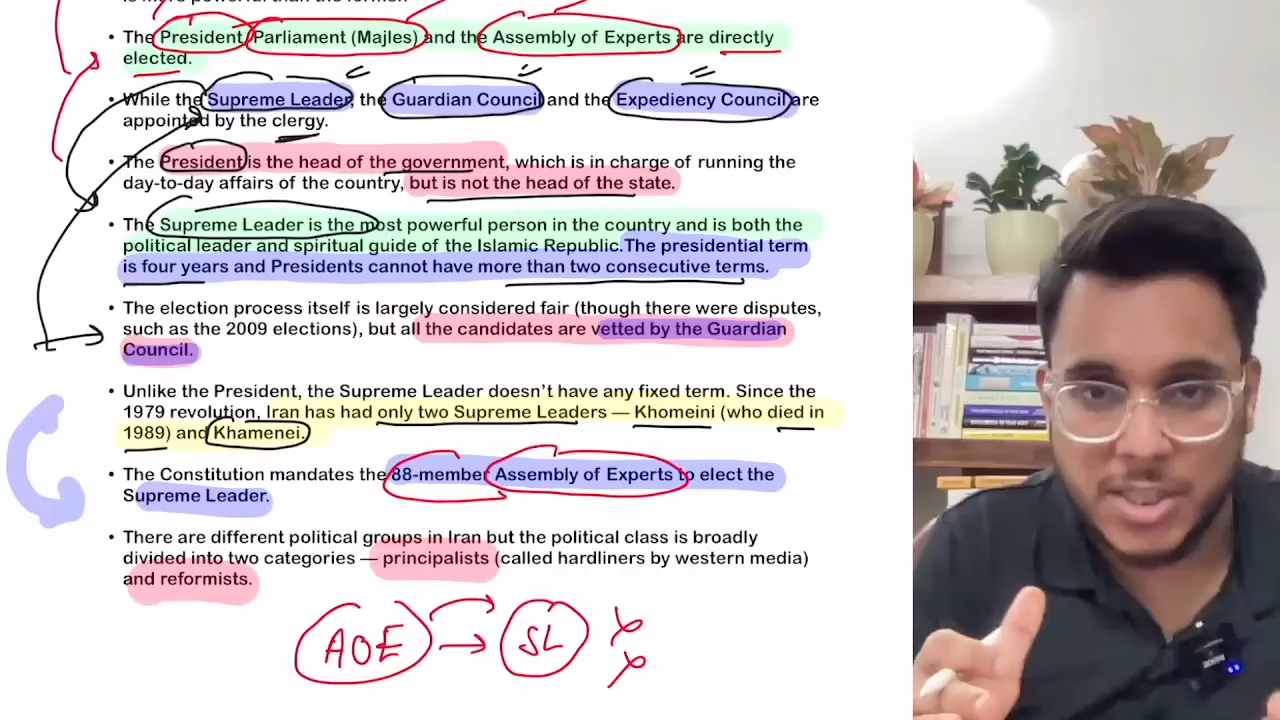 is more powerful than the former.
• The President, Parliament (Majles) and the Assembly of Experts are directly
elected.
• While the Supreme Leader, the Guardian Council and the Expediency Council are
appointed by the clergy.
• The President is the head of the government, which is in charge of running the
day-to-day affairs of the country, but is not the head of the state.
• The Supreme Leader is the most powerful person in the country and is both the
political leader and spiritual guide of the Islamic Republic. The presidential term
is four years and Presidents cannot have more than two consecutive terms.
• The election process itself is largely considered fair (though there were disputes,
such as the 2009 elections), but all the candidates are vetted by the Guardian
Council.
• Unlike the President, the Supreme Leader doesn't have any fixed term. Since the
1979 revolution, Iran has had only two Supreme Leaders — Khomeini (who died in
1989) and Khamenei.
• The Constitution mandates the 88-member Assembly of Experts to elect the
Supreme Leader.
• There are different political groups in Iran but the political class is broadly
divided into two categories — principalists (called hardliners by western media)
and reformists.
AOE → SL